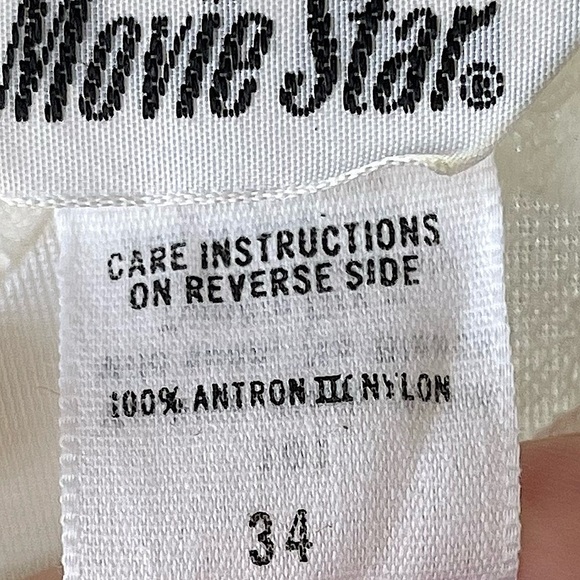 Movie Star®
CARE INSTRUCTIONS
ON REVERSE SIDE
100% ANTRON III NYLON
34